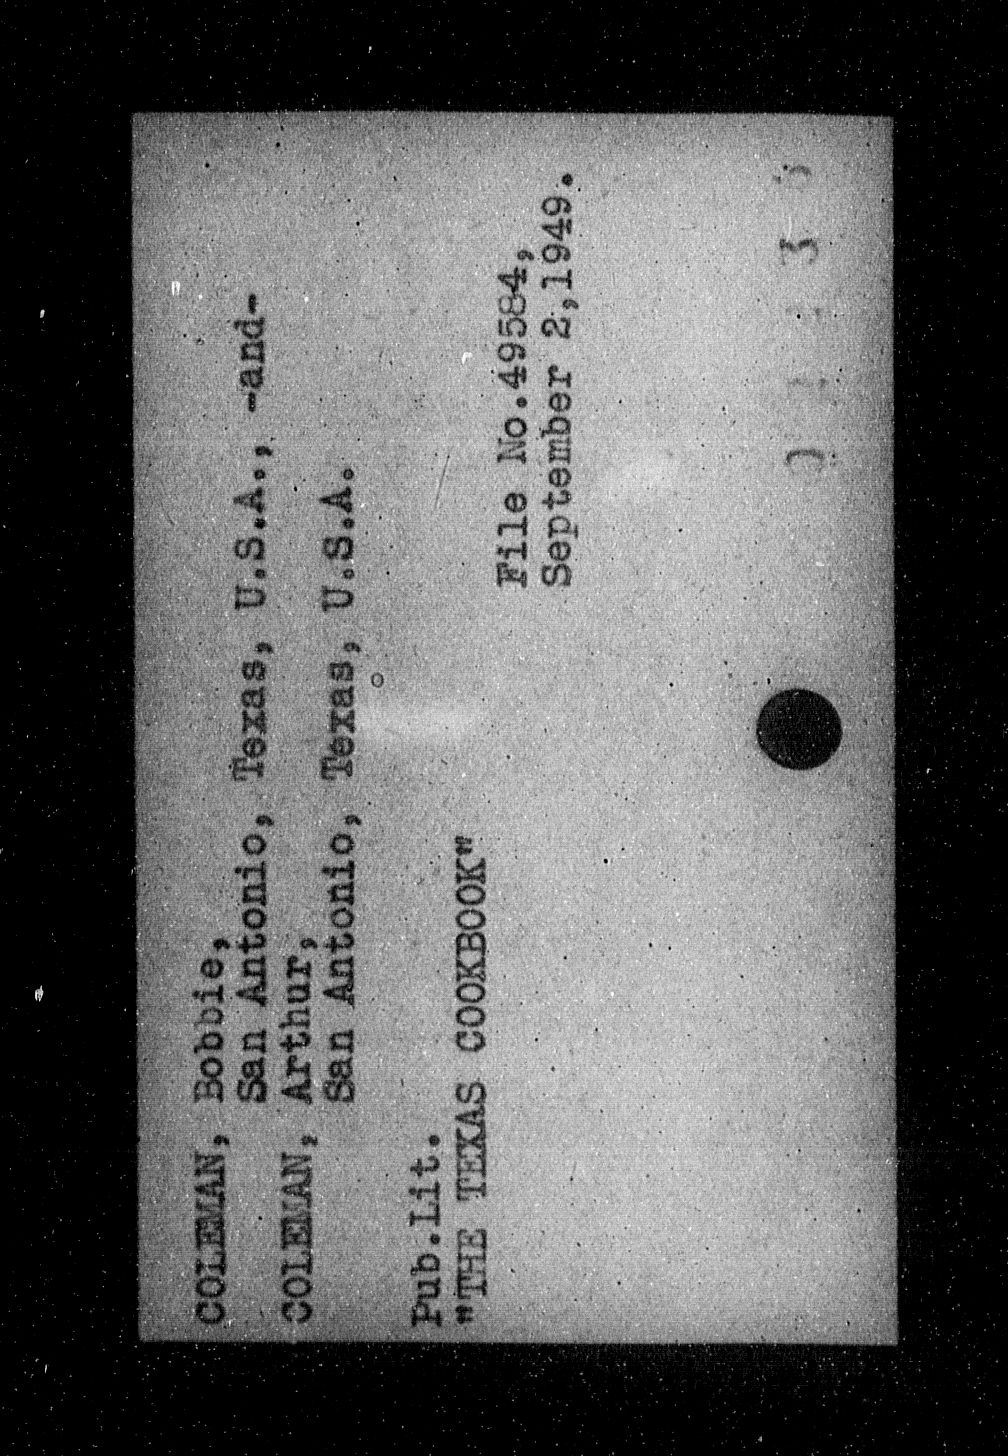 COLEMAN, Bobbie,
San Antonio, Texas, U.S.A., -and-
COLEMAN, Arthur,
San Antonio, Texas, U.S.A.
Pub.Lit.
"THE TEXAS COOKBOOK"
File No.49584,
September 2,1949.